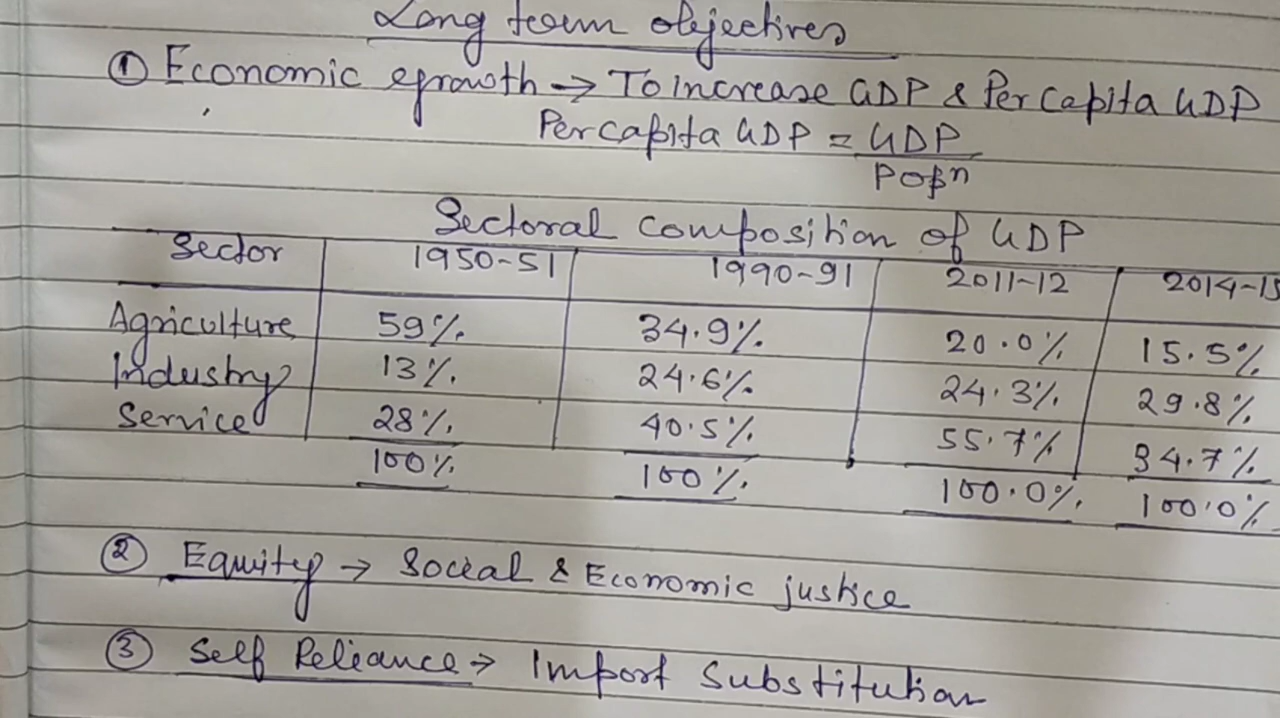 Long term objectives
① Economic growth → To increase GDP & Per Capita GDP
Per capita GDP = GDP
Popn
Sectoral composition of GDP
Sector 1950-51 1990-91 2011-12 2014-15
Agriculture 59% 34.9% 20.0% 15.5%
Industry 13% 24.6% 24.3% 29.8%
Service 28% 40.5% 55.7% 34.7%
100% 100% 100.0% 100.0%
② Equity → Social & Economic justice
③ Self Reliance → Import Substitution